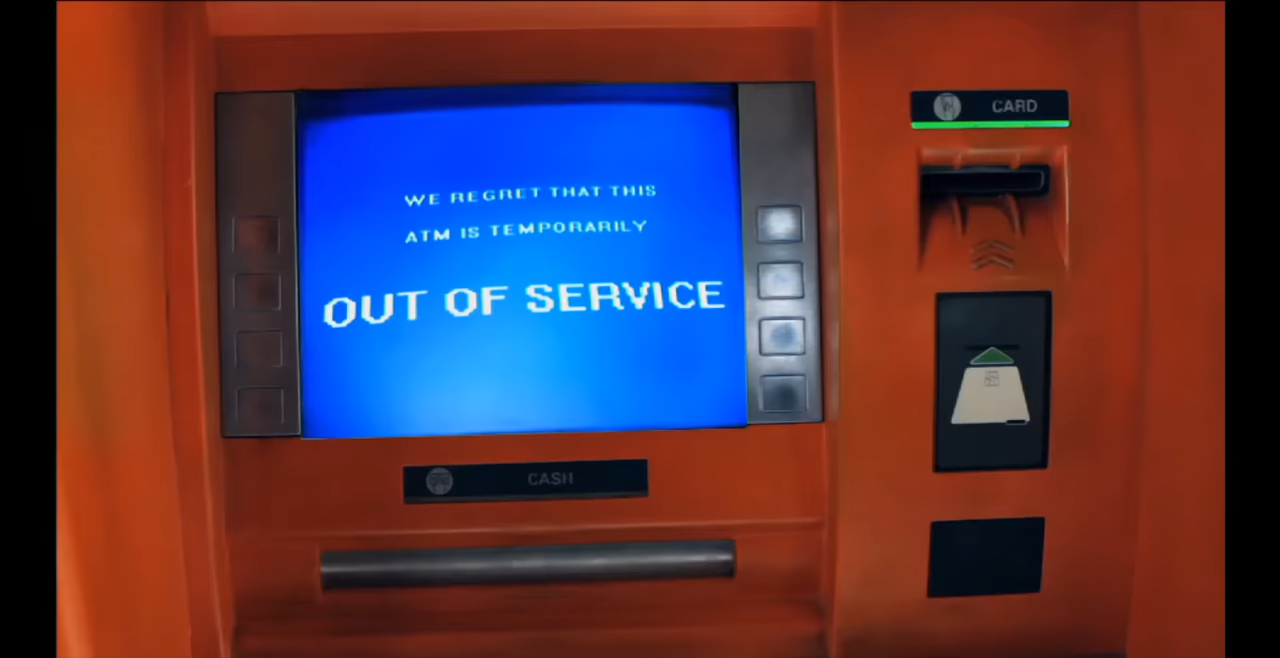 WE REGRET THAT THIS
ATM IS TEMPORARILY
OUT OF SERVICE
CARD
CASH